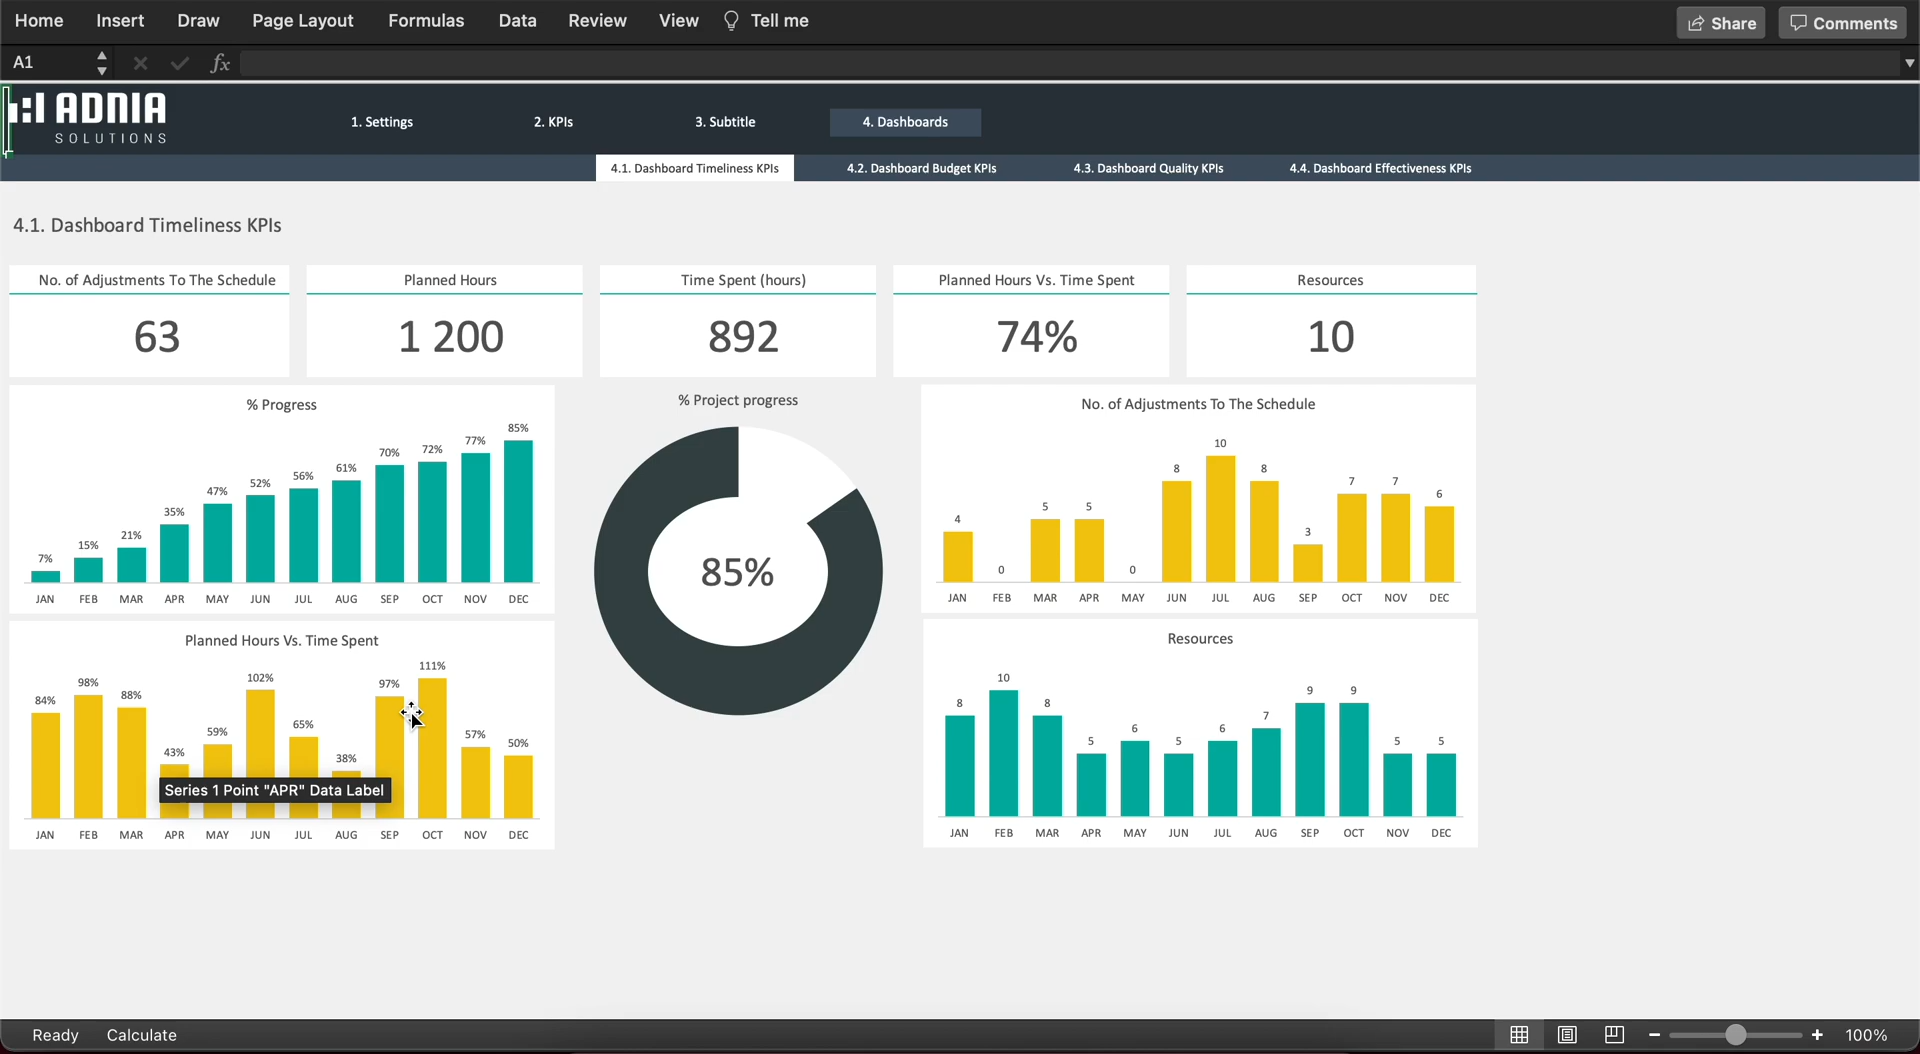 Home Insert Draw Page Layout Formulas Data Review View Tell me Share Comments
A1 fx
ADNIA
SOLUTIONS
1. Settings 2. KPIs 3. Subtitle 4. Dashboards
4.1. Dashboard Timeliness KPIs 4.2. Dashboard Budget KPIs 4.3. Dashboard Quality KPIs 4.4. Dashboard Effectiveness KPIs
4.1. Dashboard Timeliness KPIs
No. of Adjustments To The Schedule
63
Planned Hours
1 200
Time Spent (hours)
892
Planned Hours Vs. Time Spent
74%
Resources
10
% Progress
7% 15% 21% 35% 47% 52% 56% 61% 70% 72% 77% 85%
JAN FEB MAR APR MAY JUN JUL AUG SEP OCT NOV DEC
% Project progress
85%
No. of Adjustments To The Schedule
4 0 5 5 0 8 10 8 3 7 7 6
JAN FEB MAR APR MAY JUN JUL AUG SEP OCT NOV DEC
Planned Hours Vs. Time Spent
84% 98% 88% 43% 59% 102% 65% 38% 97% 111% 57% 50%
Series 1 Point "APR" Data Label
JAN FEB MAR APR MAY JUN JUL AUG SEP OCT NOV DEC
Resources
8 10 8 5 6 5 6 7 9 9 5 5
JAN FEB MAR APR MAY JUN JUL AUG SEP OCT NOV DEC
Ready Calculate 100%